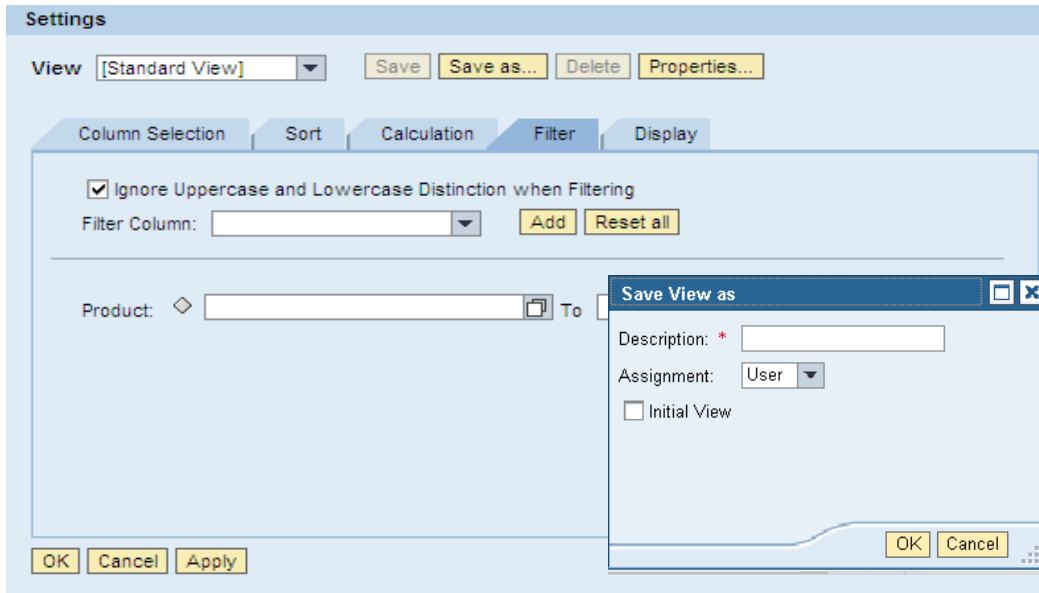 Settings
View [Standard View] Save Save as... Delete Properties...
Column Selection Sort Calculation Filter Display
Ignore Uppercase and Lowercase Distinction when Filtering
Filter Column: Add Reset all
Product: To
Save View as
Description: *
Assignment: User
Initial View
OK Cancel
OK Cancel Apply